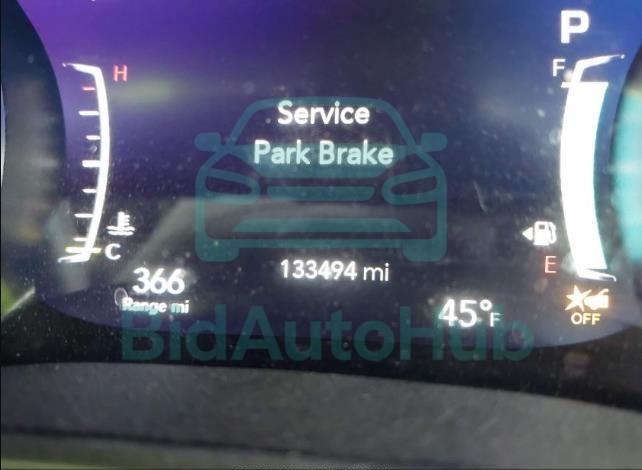 P
H
F
Service
Park Brake
C
E
133494 mi
366
Range mi
45°F
OFF
BidAutoHub